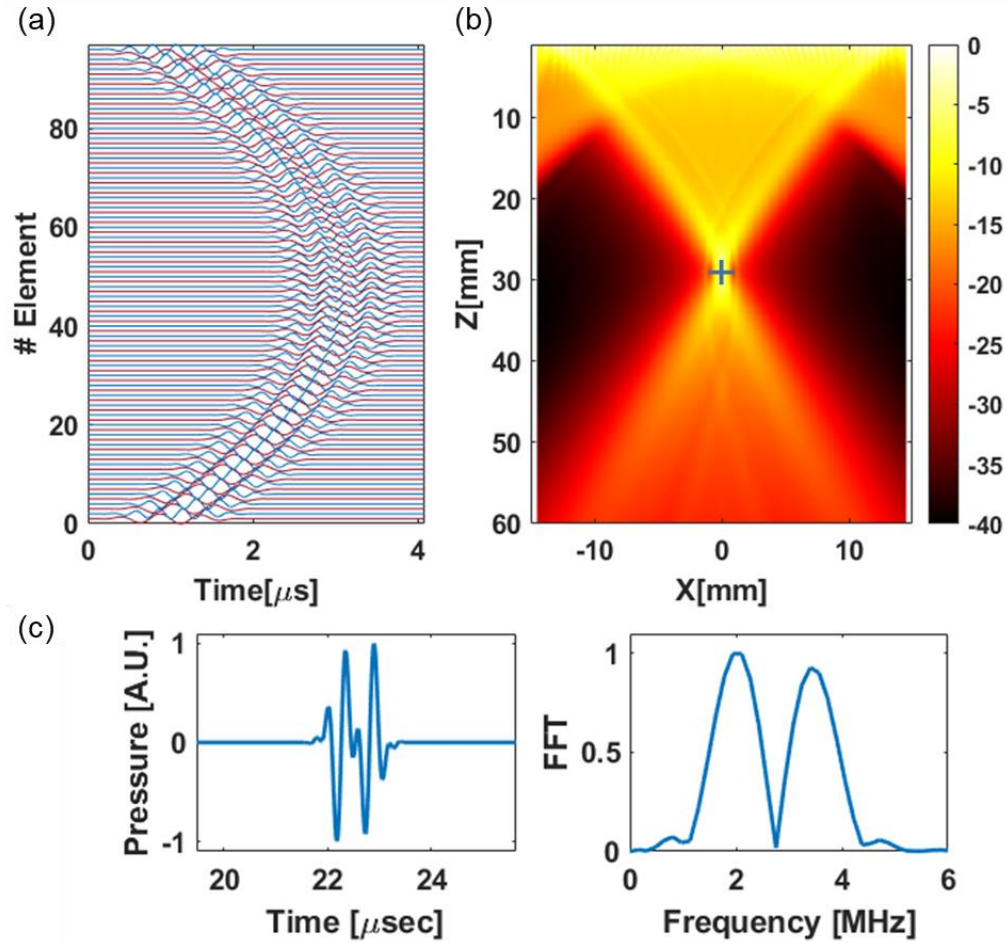 (a)
(b)
# Element
80
60
40
20
0
0 2 4
Time[μs]
Z[mm]
10
20
30
40
50
60
-10 0 10
X[mm]
0
-5
-10
-15
-20
-25
-30
-35
-40
(c)
Pressure [A.U.]
1
0
-1
20 22 24
Time [μsec]
FFT
1
0.5
0
0 2 4 6
Frequency [MHz]